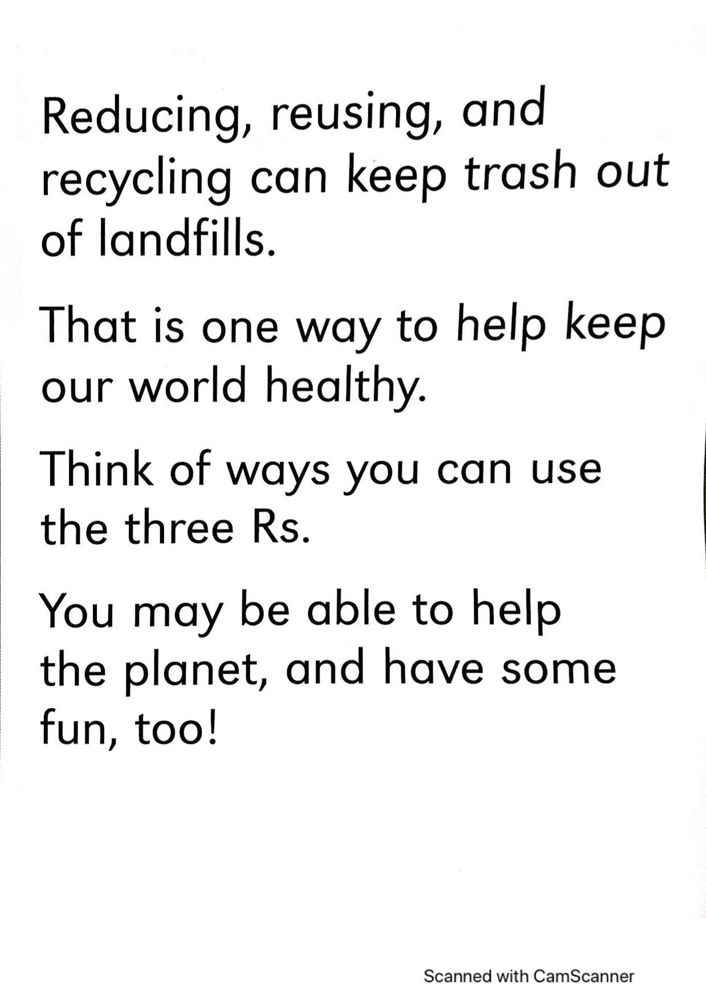 Reducing, reusing, and
recycling can keep trash out
of landfills.
That is one way to help keep
our world healthy.
Think of ways you can use
the three Rs.
You may be able to help
the planet, and have some
fun, too!
Scanned with CamScanner